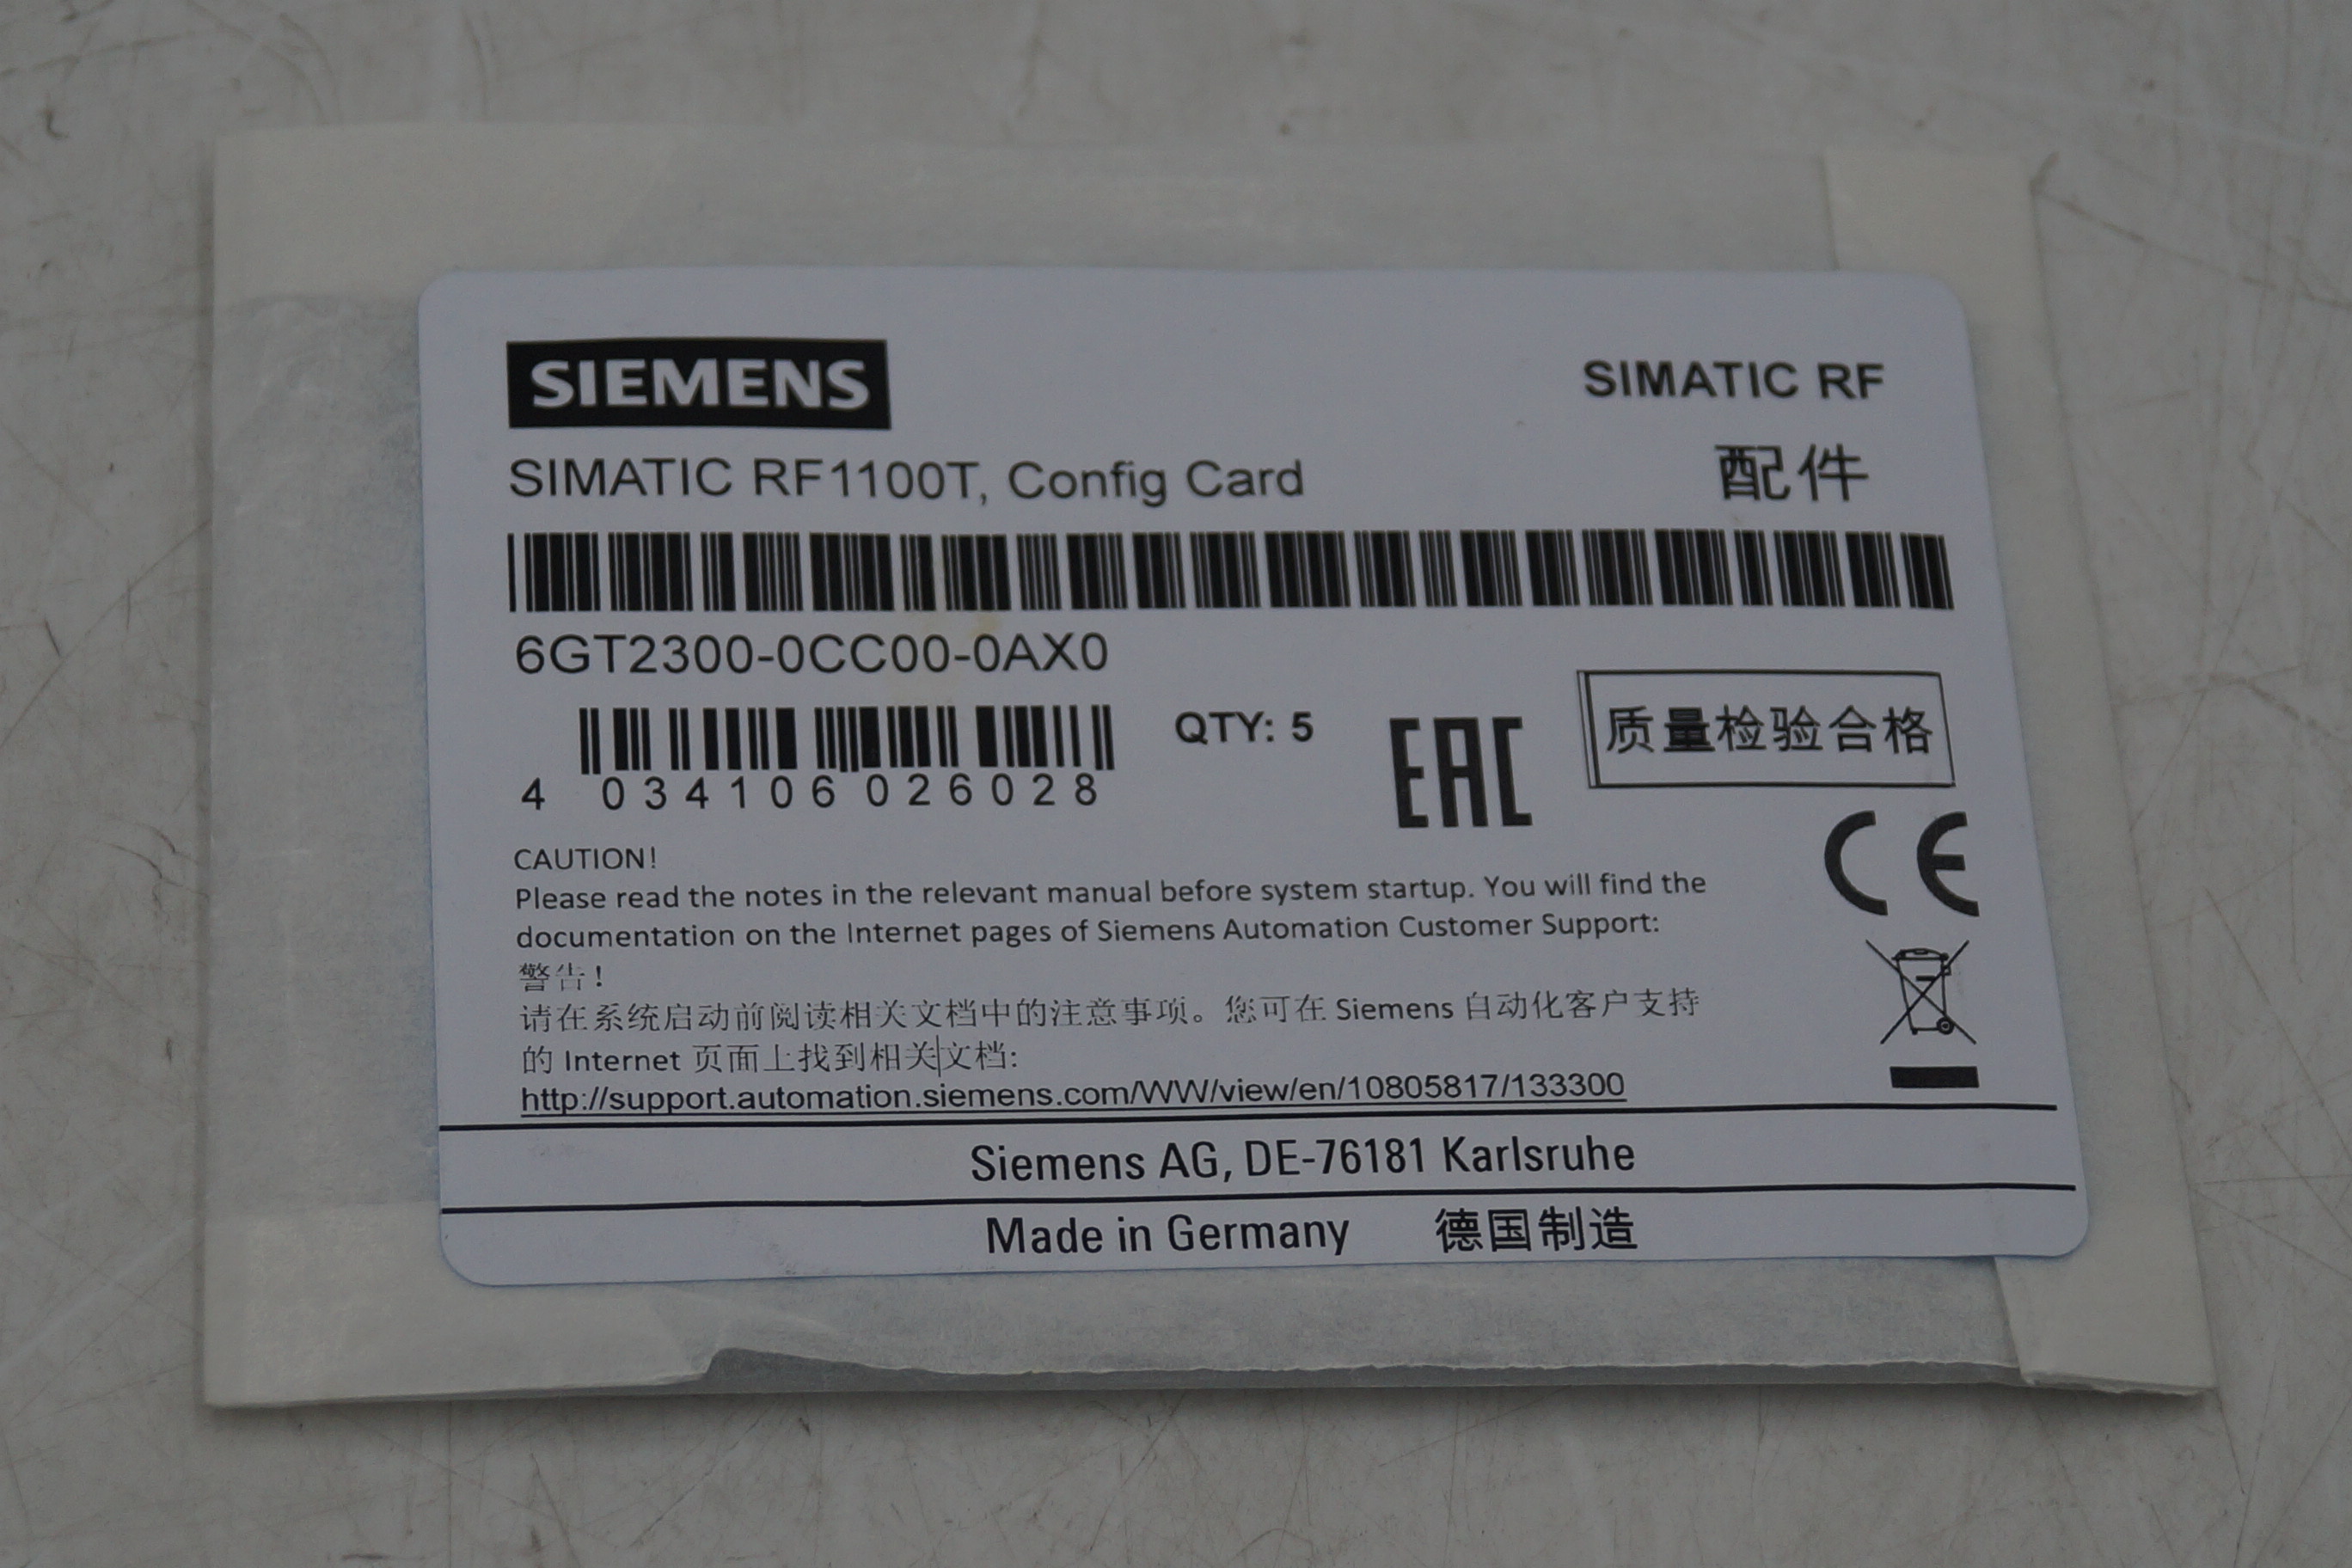 SIEMENS
SIMATIC RF
SIMATIC RF1100T, Config Card
配件
6GT2300-0CC00-0AX0
4 034106 026028
QTY: 5
EAC
质量检验合格
CE
CAUTION!
Please read the notes in the relevant manual before system startup. You will find the
documentation on the Internet pages of Siemens Automation Customer Support:
警告!
请在系统启动前阅读相关文档中的注意事项。您可在 Siemens 自动化客户支持
的 Internet 页面上找到相关文档:
http://support.automation.siemens.com/WW/view/en/10805817/133300
Siemens AG, DE-76181 Karlsruhe
Made in Germany 德国制造